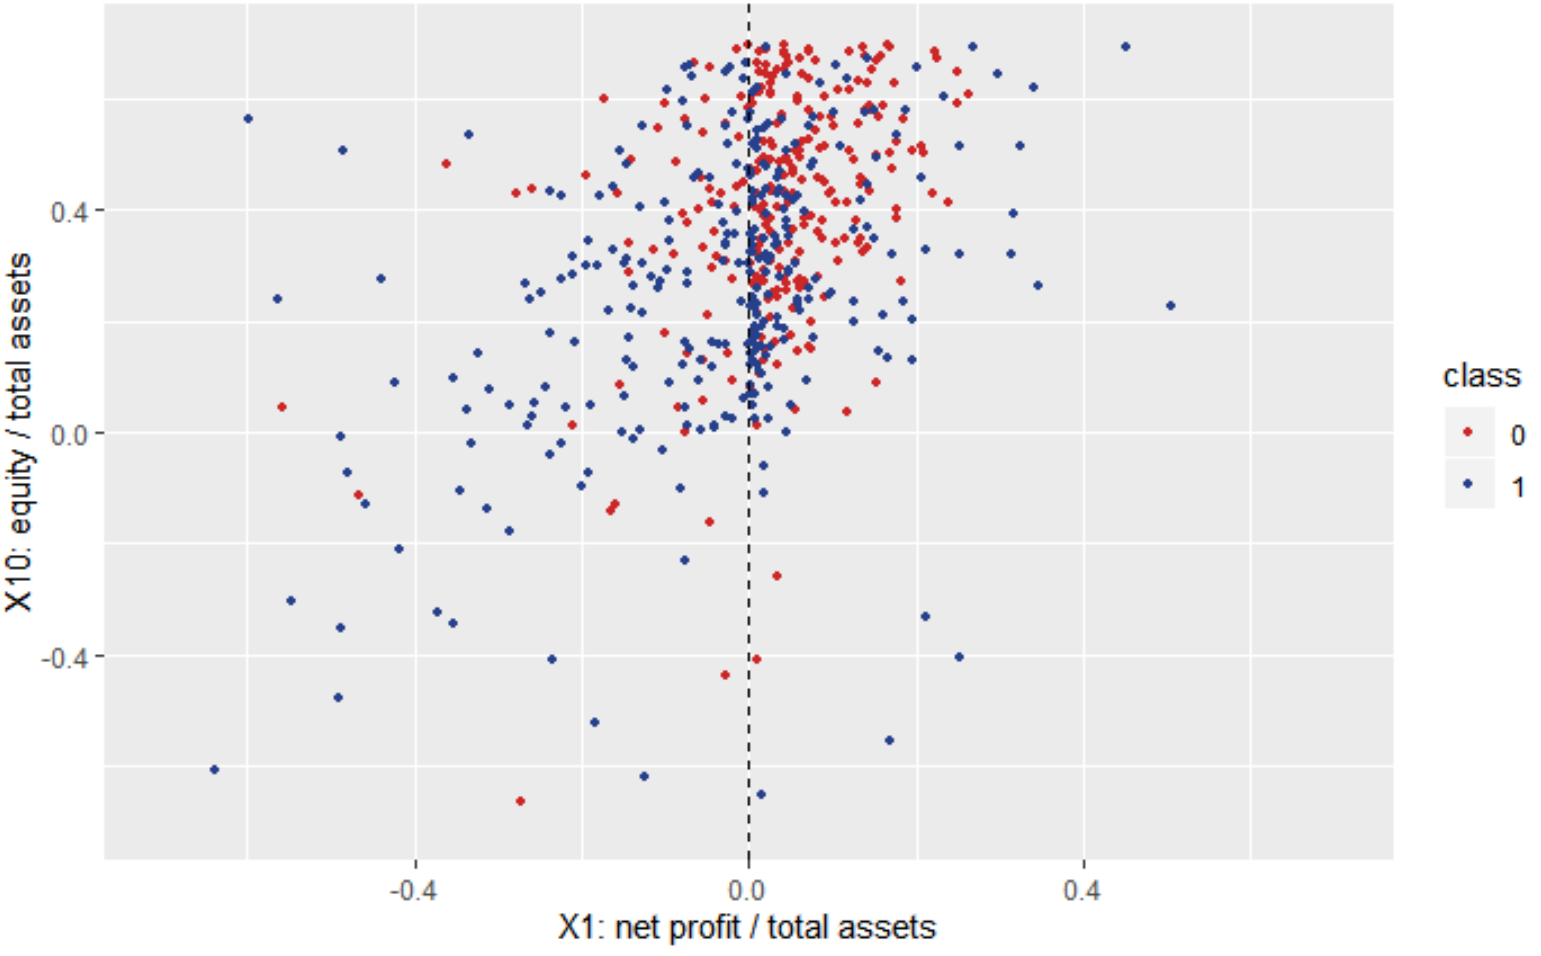 X10: equity / total assets
0.4
0.0
-0.4
-0.4
0.0
0.4
X1: net profit / total assets
class
0
1